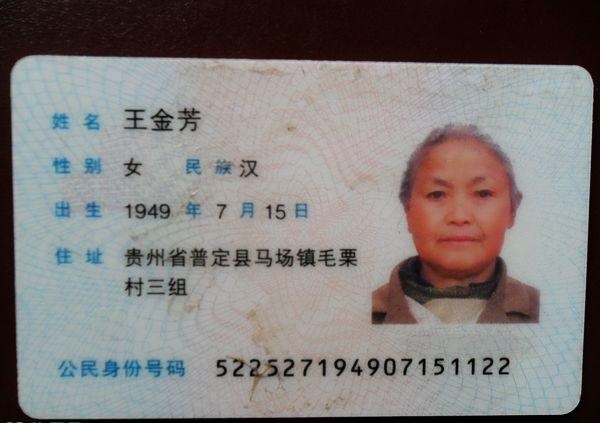 姓名 王金芳
性别 女 民族 汉
出生 1949 年 7 月 15 日
住址 贵州省普定县马场镇毛栗
村三组
公民身份号码 522527194907151122